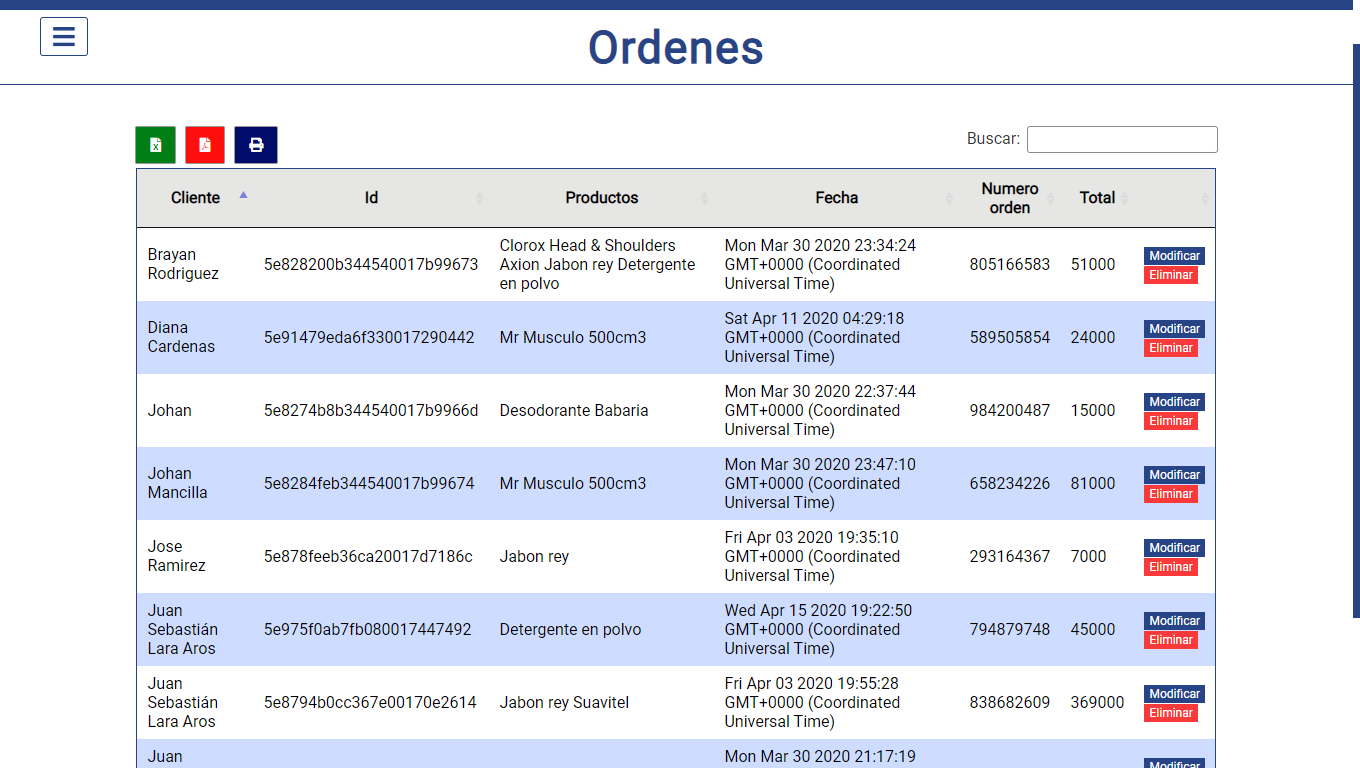 Ordenes
Buscar:
Cliente Id Productos Fecha Numero orden Total
Brayan Rodriguez 5e828200b344540017b99673 Clorox Head & Shoulders Axion Jabon rey Detergente en polvo Mon Mar 30 2020 23:34:24 GMT+0000 (Coordinated Universal Time) 805166583 51000 Modificar Eliminar
Diana Cardenas 5e91479eda6f330017290442 Mr Musculo 500cm3 Sat Apr 11 2020 04:29:18 GMT+0000 (Coordinated Universal Time) 589505854 24000 Modificar Eliminar
Johan 5e8274b8b344540017b9966d Desodorante Babaria Mon Mar 30 2020 22:37:44 GMT+0000 (Coordinated Universal Time) 984200487 15000 Modificar Eliminar
Johan Mancilla 5e8284feb344540017b99674 Mr Musculo 500cm3 Mon Mar 30 2020 23:47:10 GMT+0000 (Coordinated Universal Time) 658234226 81000 Modificar Eliminar
Jose Ramirez 5e878feeb36ca20017d7186c Jabon rey Fri Apr 03 2020 19:35:10 GMT+0000 (Coordinated Universal Time) 293164367 7000 Modificar Eliminar
Juan Sebastián Lara Aros 5e975f0ab7fb080017447492 Detergente en polvo Wed Apr 15 2020 19:22:50 GMT+0000 (Coordinated Universal Time) 794879748 45000 Modificar Eliminar
Juan Sebastián Lara Aros 5e8794b0cc367e00170e2614 Jabon rey Suavitel Fri Apr 03 2020 19:55:28 GMT+0000 (Coordinated Universal Time) 838682609 369000 Modificar Eliminar
Juan Mon Mar 30 2020 21:17:19 Modificar